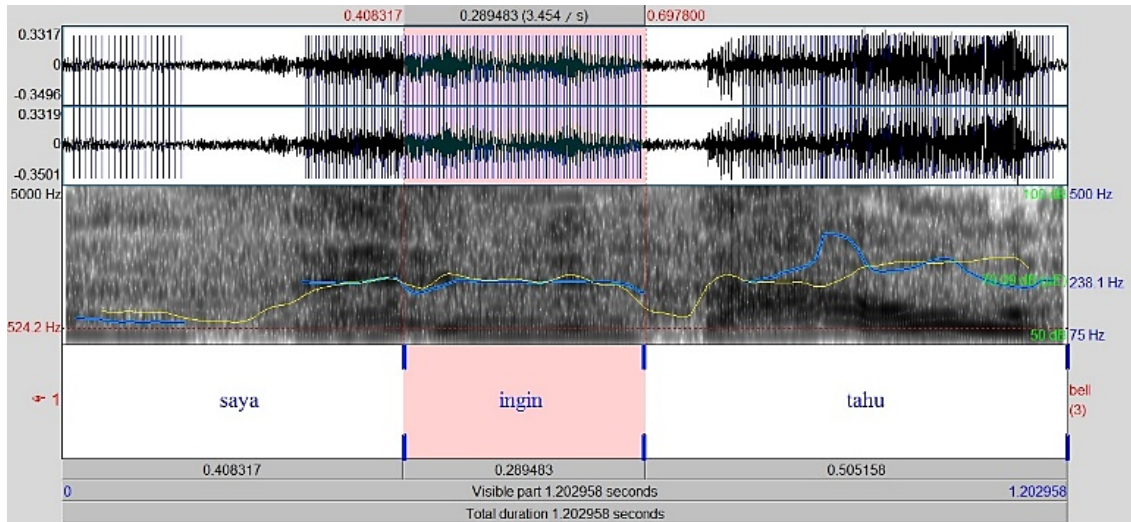 0.408317 0.289483 (3.454 / s) 0.697800
0.3317
0
-0.3496
0.3319
0
-0.3501
5000 Hz 100 dB 500 Hz
238.1 Hz
524.2 Hz 50 dB 75 Hz
1 saya ingin tahu bell
(3)
0.408317 0.289483 0.505158
0 Visible part 1.202958 seconds 1.202958
Total duration 1.202958 seconds